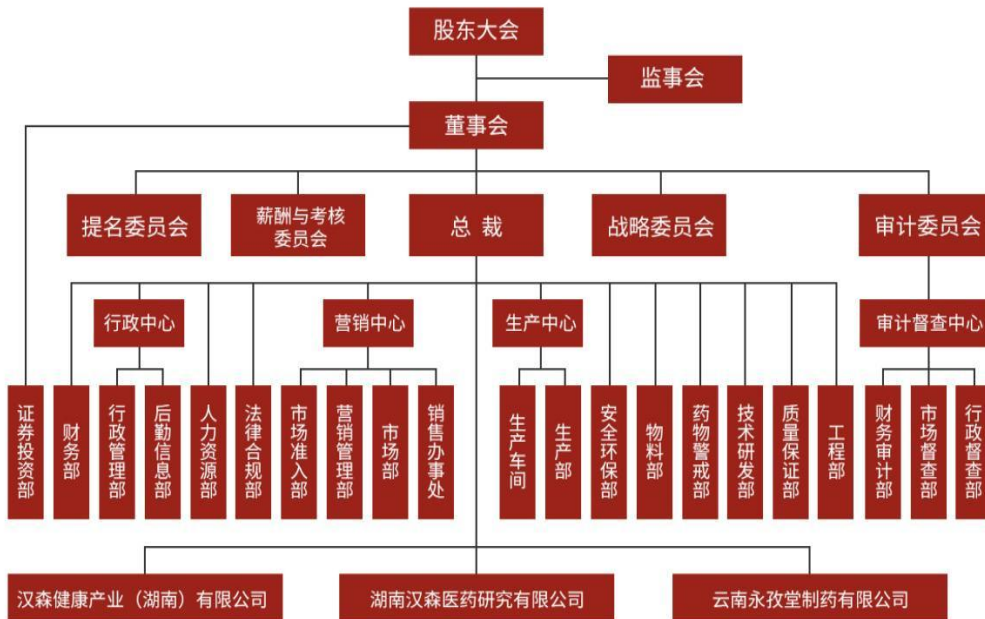 股东大会
监事会
董事会
提名委员会
薪酬与考核
委员会
总 裁
战略委员会
审计委员会
行政中心
营销中心
生产中心
审计督查中心
证券投资部
财务部
行政管理部
后勤信息部
人力资源部
法律合规部
市场准入部
营销管理部
市场部
销售办事处
生产车间
生产部
安全环保部
物料部
药物警戒部
技术研发部
质量保证部
工程部
财务审计部
市场督查部
行政督查部
汉森健康产业（湖南）有限公司
湖南汉森医药研究有限公司
云南永孜堂制药有限公司